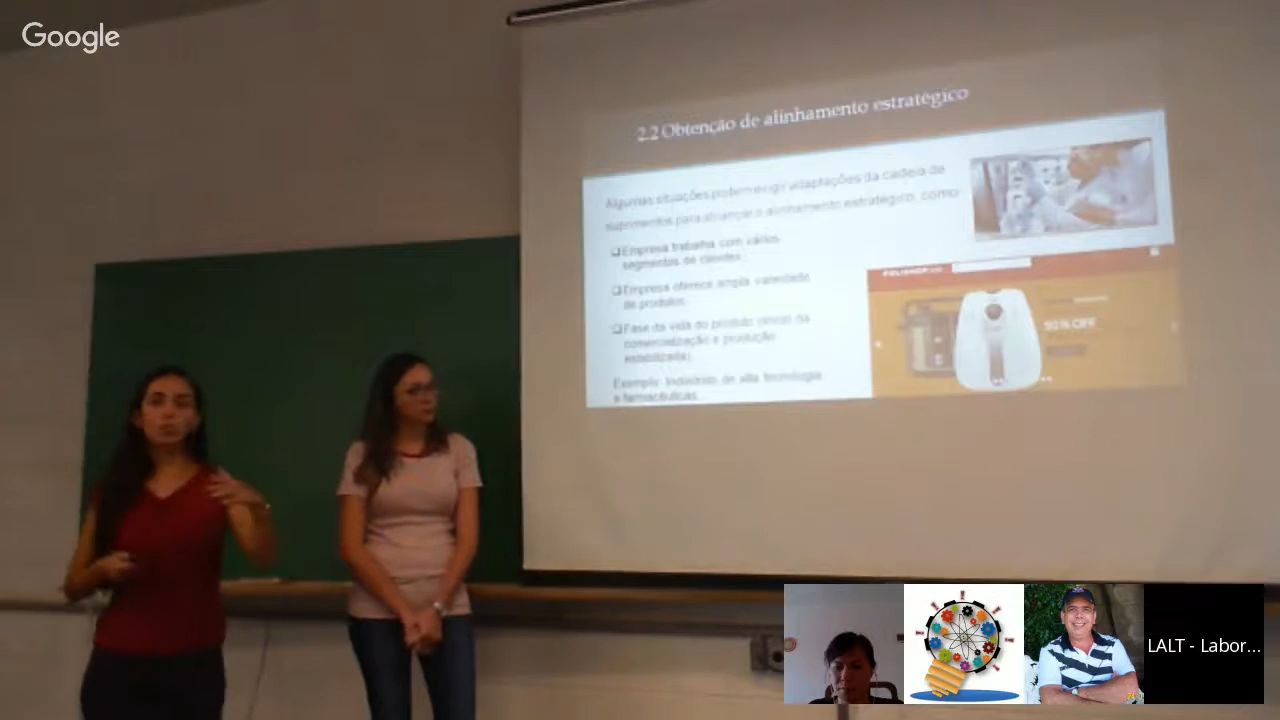 Google
2.2 Obtenção de alinhamento estratégico
Algumas situações podem exigir adaptações da cadeia de
suprimentos para alcançar o alinhamento estratégico, como
❑Empresa trabalha com vários
segmentos de clientes;
❑Empresa oferece ampla variedade
de produtos;
❑Fase da vida do produto (início da
comercialização e produção
estabilizada).
Exemplo: Indústrias de alta tecnologia
e farmacêuticas.
POLISHOP
50% OFF
LALT - Labor...